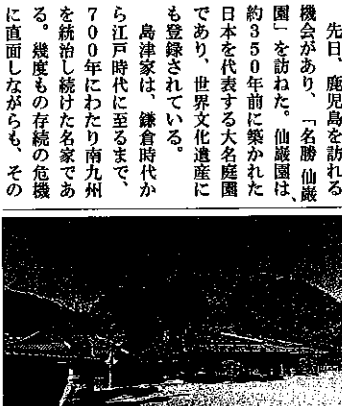 先日、鹿児島を訪れる
機会があり、「名勝 仙巌
園」を訪ねた。仙巌園は、
約350年前に築かれた
日本を代表する大名庭園
であり、世界文化遺産に
も登録されている。
島津家は、鎌倉時代か
ら江戸時代に至るまで、
700年にわたり南九州
を統治し続けた名家であ
る。幾度もの存続の危機
に直面しながらも、その